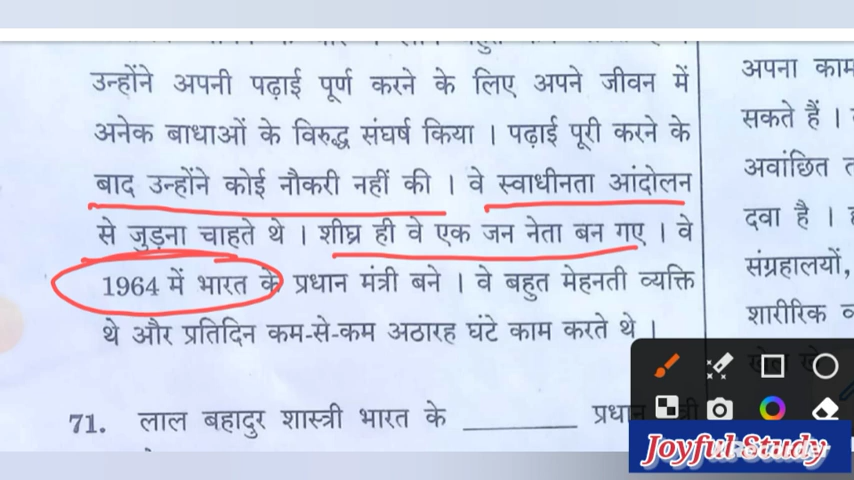 उन्होंने अपनी पढ़ाई पूर्ण करने के लिए अपने जीवन में
अनेक बाधाओं के विरुद्ध संघर्ष किया । पढ़ाई पूरी करने के
बाद उन्होंने कोई नौकरी नहीं की । वे स्वाधीनता आंदोलन
से जुड़ना चाहते थे । शीघ्र ही वे एक जन नेता बन गए । वे
1964 में भारत के प्रधान मंत्री बने । वे बहुत मेहनती व्यक्ति
थे और प्रतिदिन कम-से-कम अठारह घंटे काम करते थे ।
71. लाल बहादुर शास्त्री भारत के ________ प्रधान
अपना काम
सकते हैं ।
अवांछित
दवा है ।
संग्रहालयों,
शारीरिक
Joyful Study